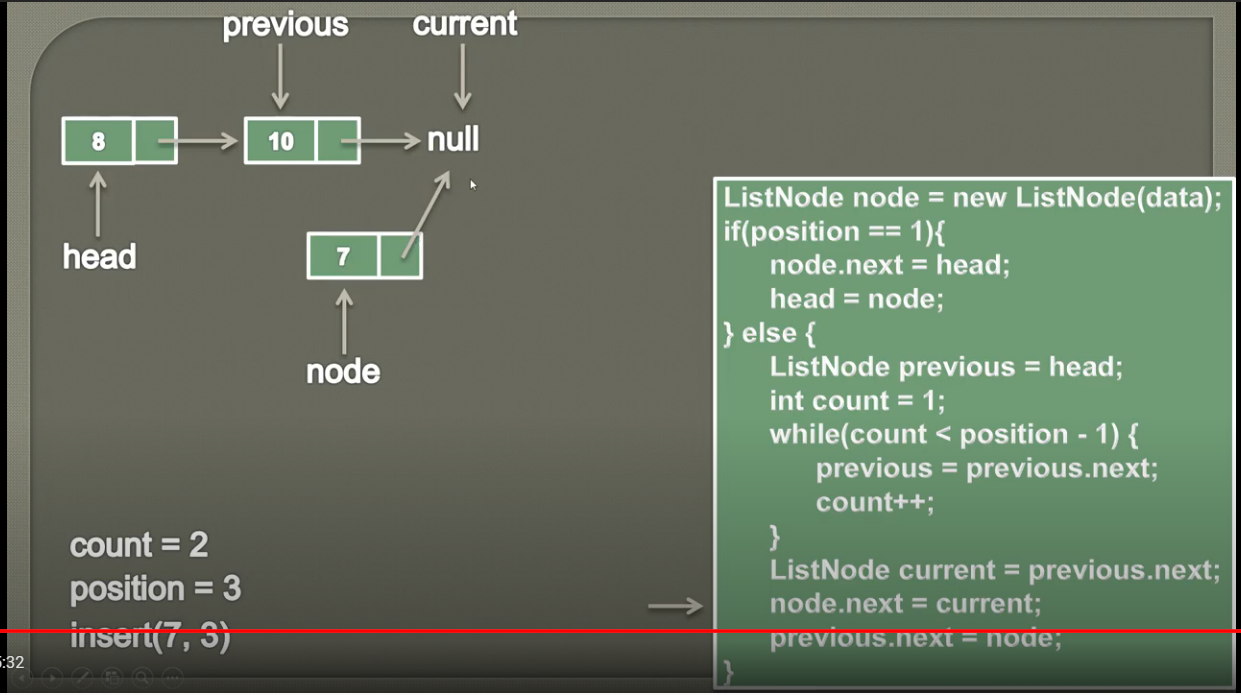 previous current
8 10 null
head
7
node
count = 2
position = 3
insert(7, 3)
ListNode node = new ListNode(data);
if(position == 1){
node.next = head;
head = node;
} else {
ListNode previous = head;
int count = 1;
while(count < position - 1) {
previous = previous.next;
count++;
}
ListNode current = previous.next;
node.next = current;
previous.next = node;
}
5:32